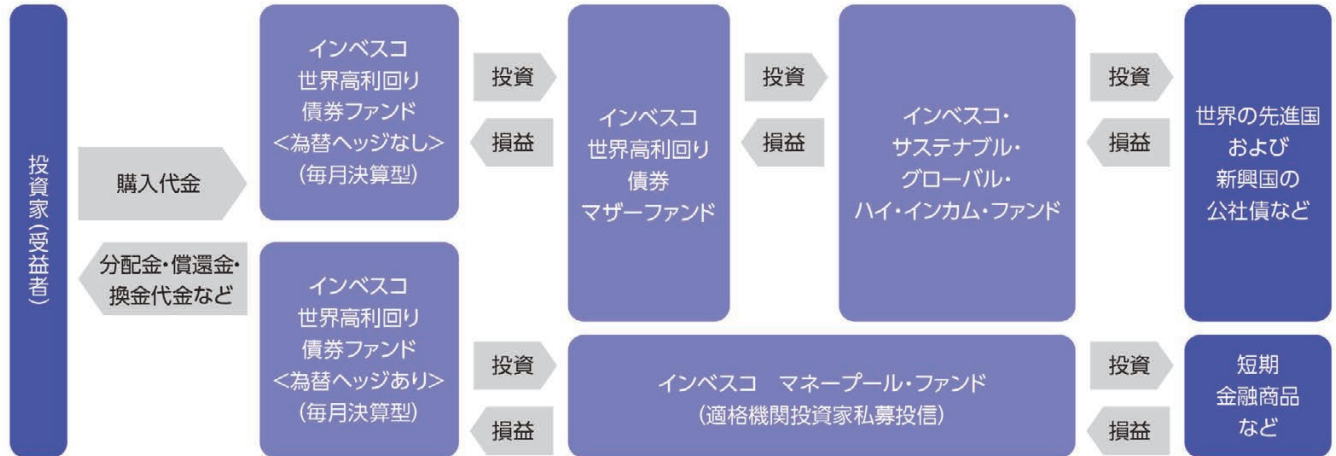 投資家(受益者)
購入代金
分配金・償還金・
換金代金など
インベスコ
世界高利回り
債券ファンド
<為替ヘッジなし>
(毎月決算型)
インベスコ
世界高利回り
債券ファンド
<為替ヘッジあり>
(毎月決算型)
投資
損益
インベスコ
世界高利回り
債券
マザーファンド
投資
損益
インベスコ・
サステナブル・
グローバル・
ハイ・インカム・ファンド
投資
損益
世界の先進国
および
新興国の
公社債など
投資
損益
インベスコ　マネープール・ファンド
(適格機関投資家私募投信)
投資
損益
短期
金融商品
など